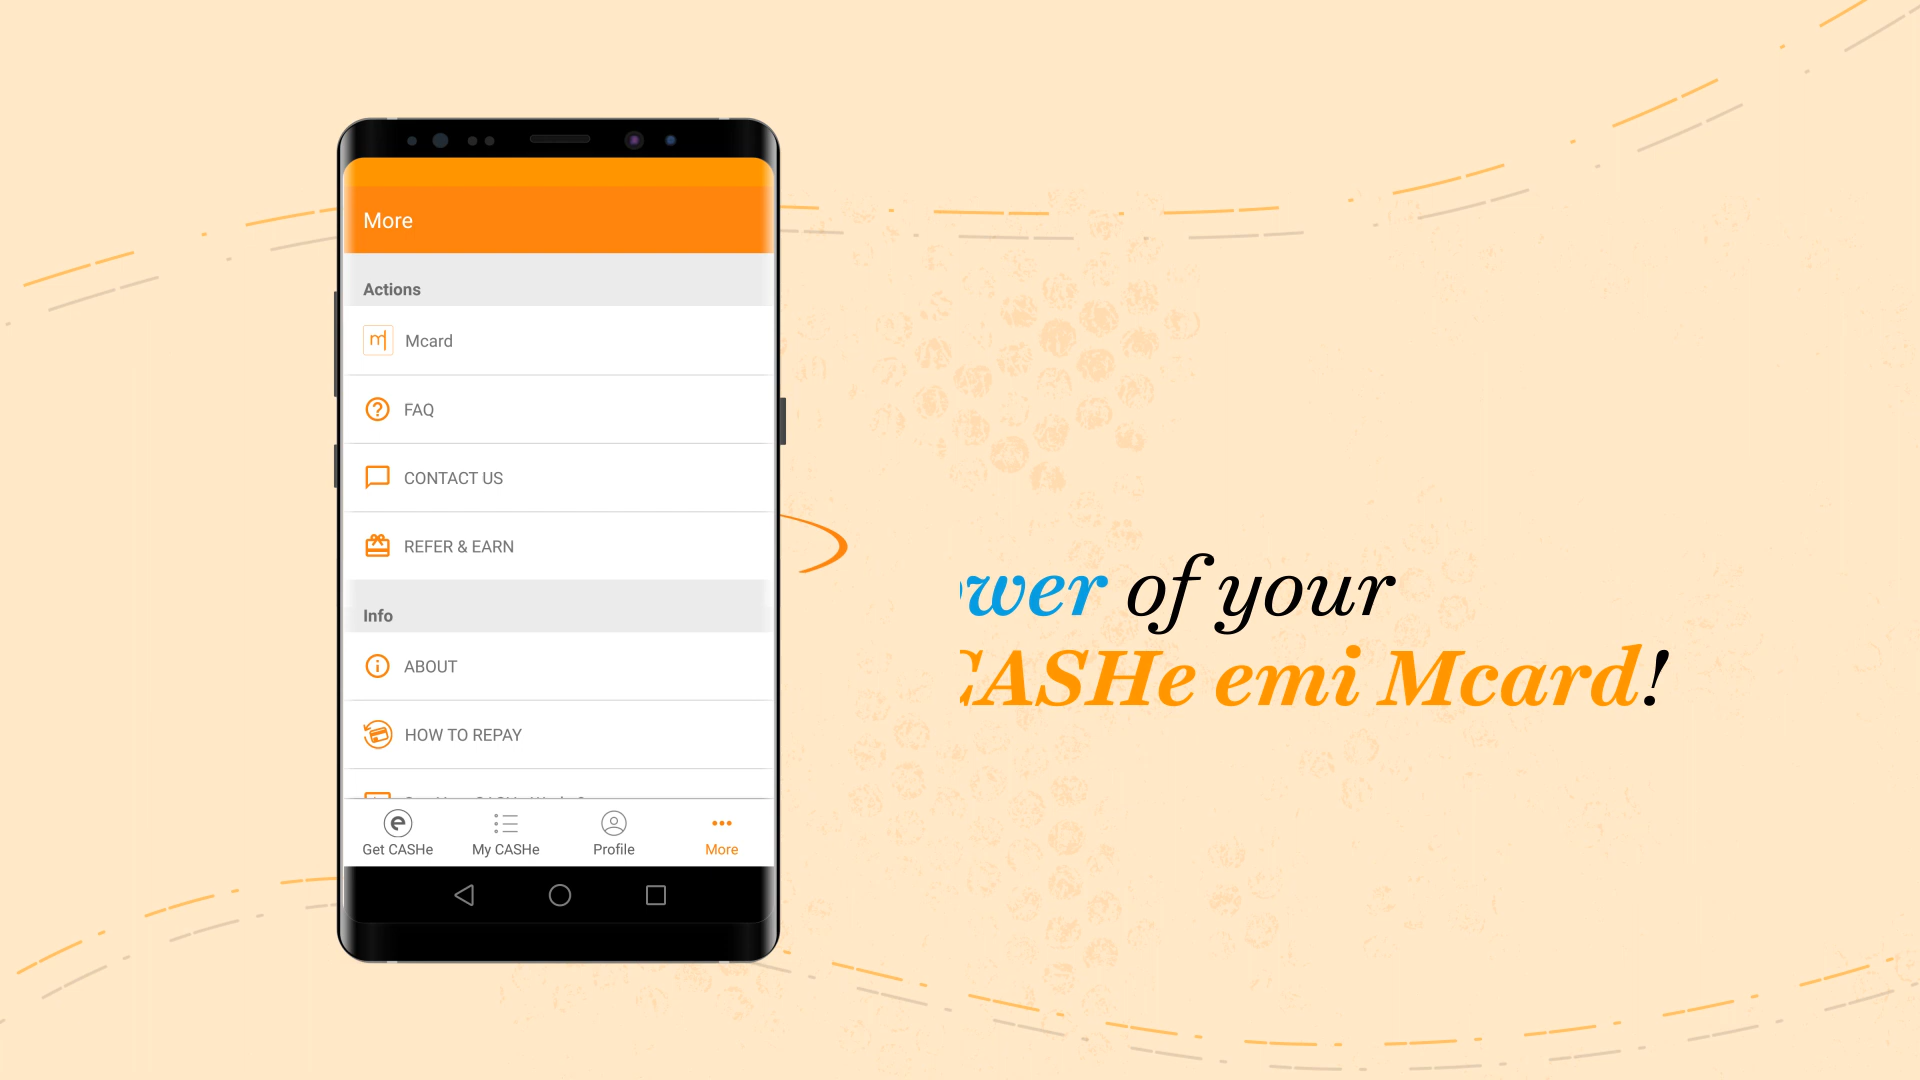 More
Actions
Mcard
FAQ
CONTACT US
REFER & EARN
Info
ABOUT
HOW TO REPAY
Get CASHe
My CASHe
Profile
More
wer of your
CASHe emi Mcard!